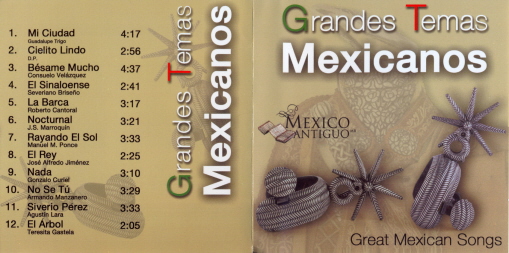 1. Mi Ciudad 4:17
Guadalupe Trigo
2. Cielito Lindo 2:56
D.P.
3. Bésame Mucho 4:37
Consuelo Velázquez
4. El Sinaloense 2:41
Severiano Briseño
5. La Barca 3:17
Roberto Cantoral
6. Nocturnal 3:21
J.S. Marroquín
7. Rayando El Sol 3:33
Manuel M. Ponce
8. El Rey 2:25
José Alfredo Jiménez
9. Nada 3:10
Gonzalo Curiel
10. No Se Tú 3:29
Armando Manzanero
11. Siverio Pérez 3:33
Agustín Lara
12. El Árbol 2:05
Teresita Gastela
Grandes Temas
Mexicanos
Grandes Temas
Mexicanos
MEXICO
ANTIGUO
Great Mexican Songs